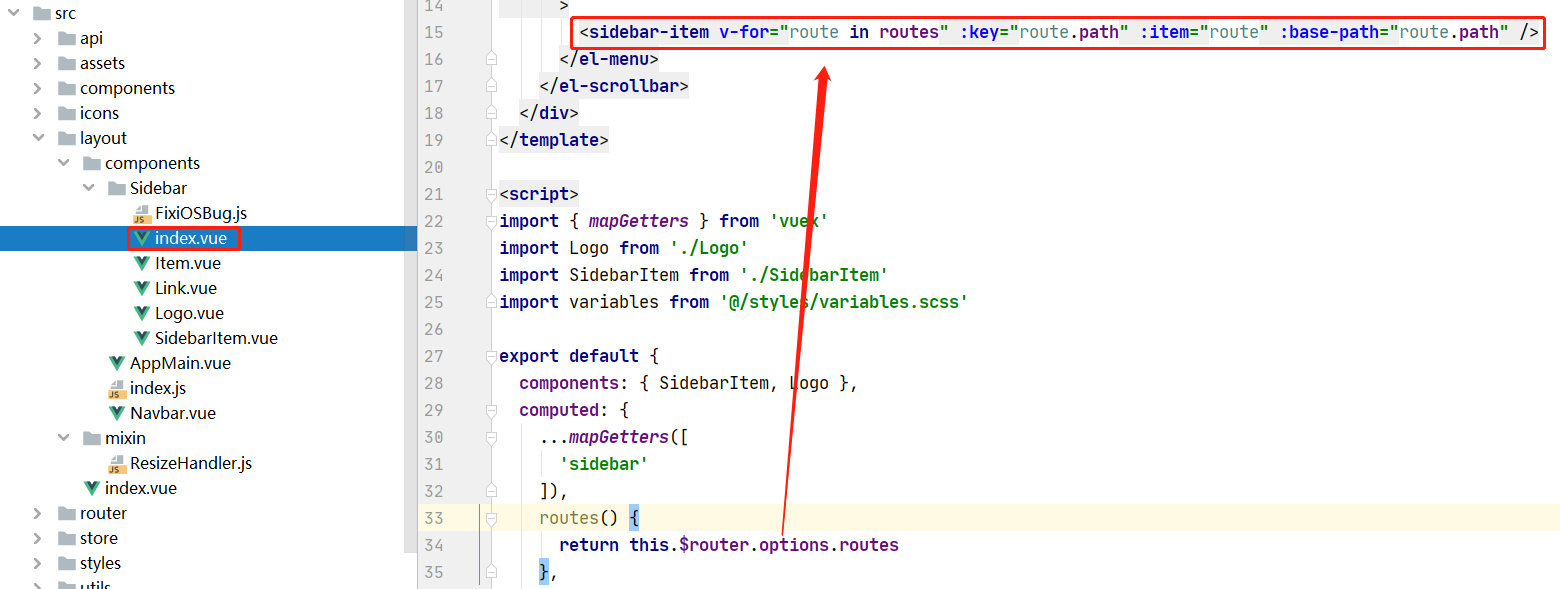 src
api
assets
components
icons
layout
components
Sidebar
FixiOSBug.js
index.vue
Item.vue
Link.vue
Logo.vue
SidebarItem.vue
AppMain.vue
index.js
Navbar.vue
mixin
ResizeHandler.js
index.vue
router
store
styles
utils
14 >
15 <sidebar-item v-for="route in routes" :key="route.path" :item="route" :base-path="route.path" />
16 </el-menu>
17 </el-scrollbar>
18 </div>
19 </template>
20
21 <script>
22 import { mapGetters } from 'vuex'
23 import Logo from './Logo'
24 import SidebarItem from './SidebarItem'
25 import variables from '@/styles/variables.scss'
26
27 export default {
28 components: { SidebarItem, Logo },
29 computed: {
30 ...mapGetters([
31 'sidebar'
32 ]),
33 routes() {
34 return this.$router.options.routes
35 },